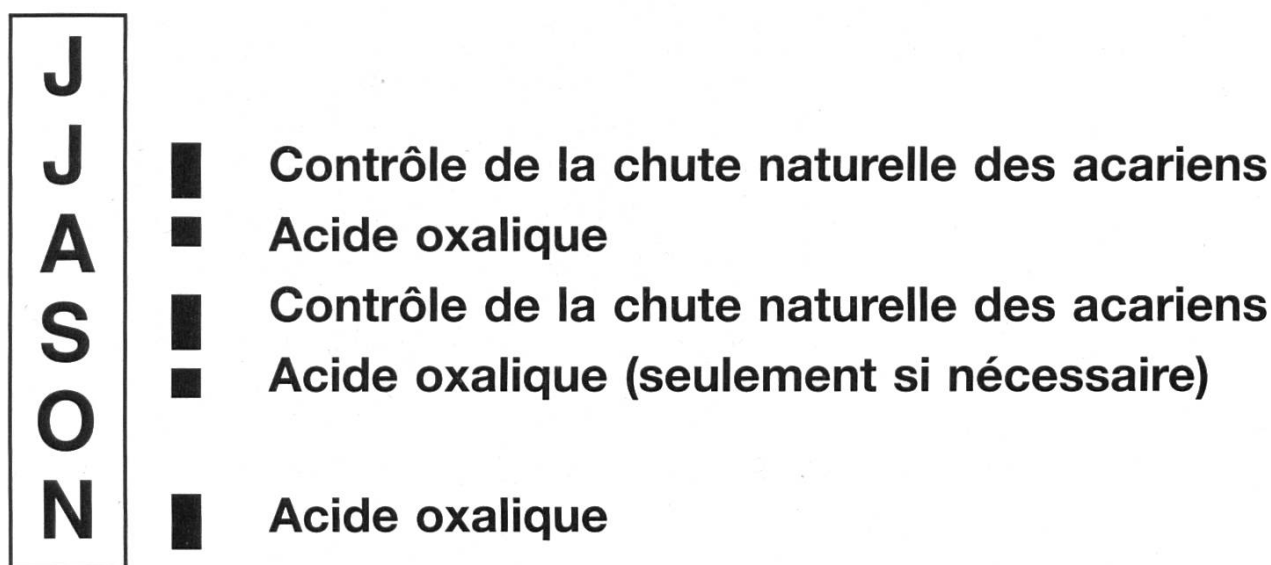 J
J Contrôle de la chute naturelle des acariens
A Acide oxalique
S Contrôle de la chute naturelle des acariens
Acide oxalique (seulement si nécessaire)
O
N Acide oxalique